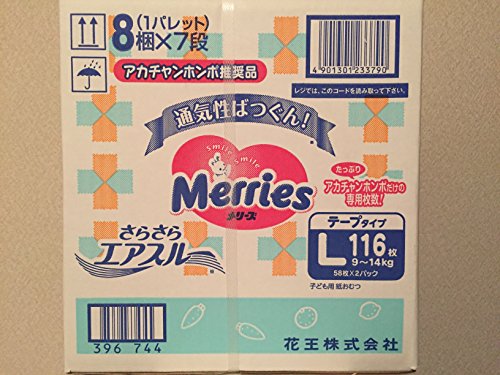 (1パレット)
8梱×7段
アカチャンホンポ推奨品
4901301233790
レジでは、このコードを読み取って下さい。
通気性ばつぐん!
smile smile
Merries
メリーズ
たっぷり
アカチャンホンポだけの
専用枚数!
さらさら
エアスルー
テープタイプ
L 116枚
9~14kg
58枚×2パック
子ども用 紙おむつ
396 744
花王株式会社